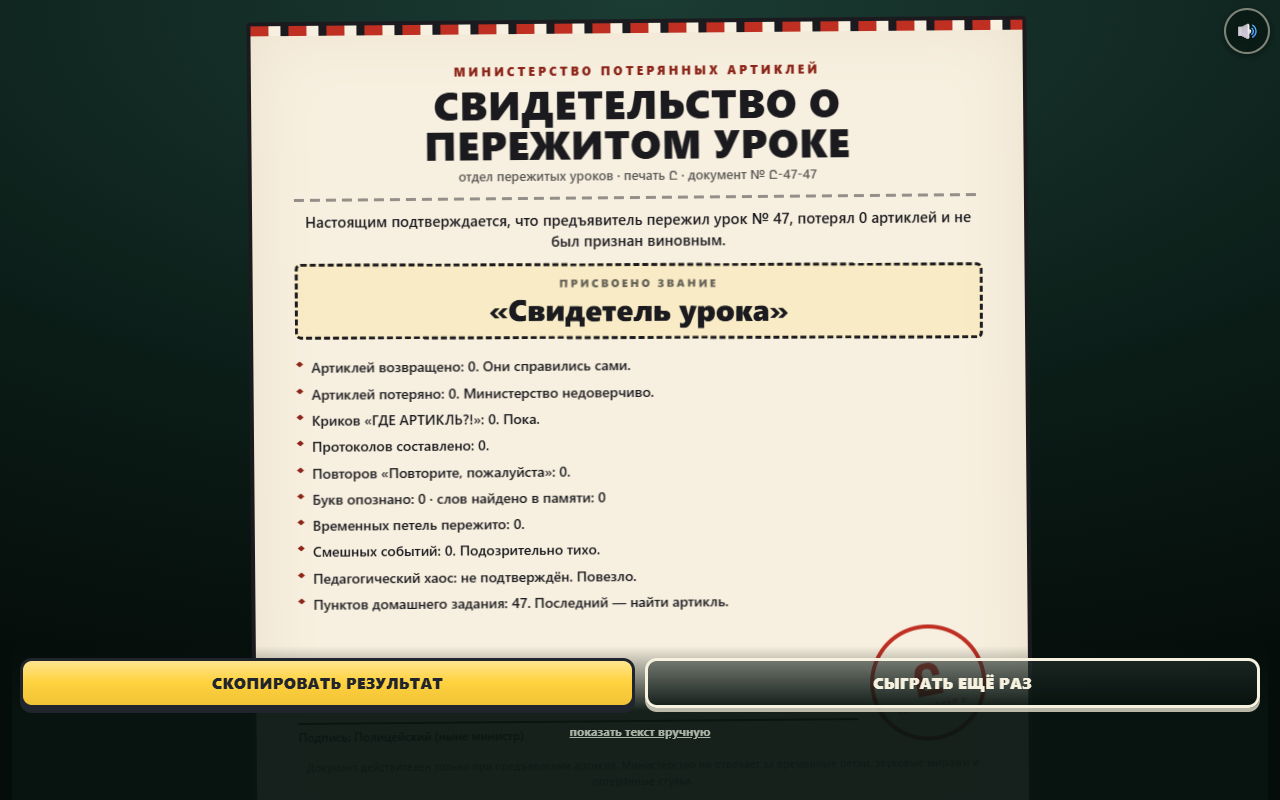 МИНИСТЕРСТВО ПОТЕРЯННЫХ АРТИКЛЕЙ
СВИДЕТЕЛЬСТВО О
ПЕРЕЖИТОМ УРОКЕ
отдел пережитых уроков · печать Ը · документ № Ը-47-47
Настоящим подтверждается, что предъявитель пережил урок № 47, потерял 0 артиклей и не
был признан виновным.
ПРИСВОЕНО ЗВАНИЕ
«Свидетель урока»
Артиклей возвращено: 0. Они справились сами.
Артиклей потеряно: 0. Министерство недоверчиво.
Криков «ГДЕ АРТИКЛЬ?!»: 0. Пока.
Протоколов составлено: 0.
Повторов «Повторите, пожалуйста»: 0.
Букв опознано: 0 · слов найдено в памяти: 0
Временных петель пережито: 0.
Смешных событий: 0. Подозрительно тихо.
Педагогический хаос: не подтверждён. Повезло.
Пунктов домашнего задания: 47. Последний — найти артикль.
СКОПИРОВАТЬ РЕЗУЛЬТАТ
СЫГРАТЬ ЕЩЁ РАЗ
Подписы Полицейский (ныне министр)
показать текст вручную